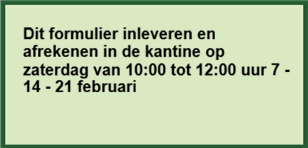 Dit formulier inleveren en
afrekenen in de kantine op
zaterdag van 10:00 tot 12:00 uur 7 -
14 - 21 februari